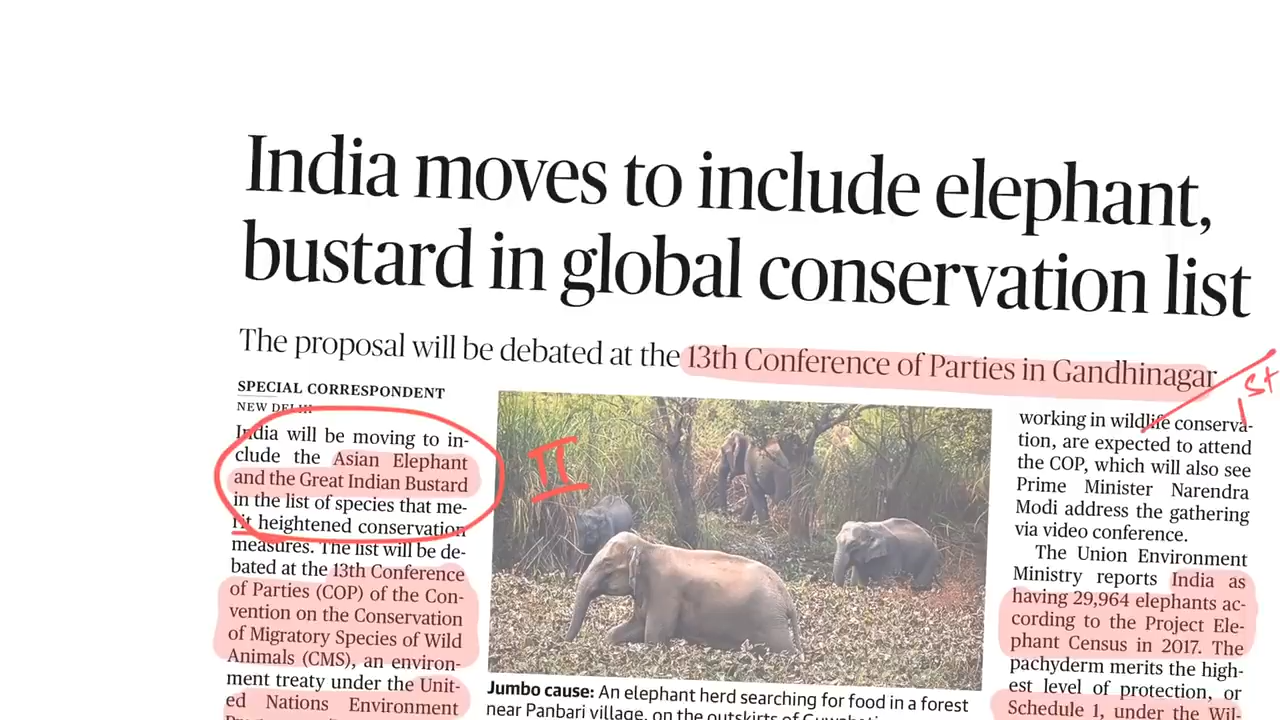 India moves to include elephant,
bustard in global conservation list
The proposal will be debated at the 13th Conference of Parties in Gandhinagar
1st
SPECIAL CORRESPONDENT
NEW DELHI
India will be moving to in-
clude the Asian Elephant
and the Great Indian Bustard
in the list of species that me-
rit heightened conservation
measures. The list will be de-
bated at the 13th Conference
of Parties (COP) of the Con-
vention on the Conservation
of Migratory Species of Wild
Animals (CMS), an environ-
ment treaty under the Unit-
ed Nations Environment
II
Jumbo cause: An elephant herd searching for food in a forest
near Panbari village, on the outskirts of
working in wildlife conserva-
tion, are expected to attend
the COP, which will also see
Prime Minister Narendra
Modi address the gathering
via video conference.
The Union Environment
Ministry reports India as
having 29,964 elephants ac-
cording to the Project Ele-
phant Census in 2017. The
pachyderm merits the high-
est level of protection, or
Schedule 1, under the Wil-